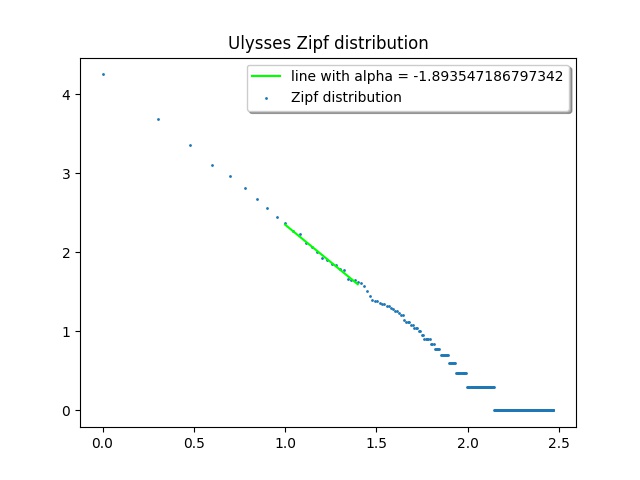 Ulysses Zipf distribution
line with alpha = -1.893547186797342
Zipf distribution
4
3
2
1
0
0.0 0.5 1.0 1.5 2.0 2.5